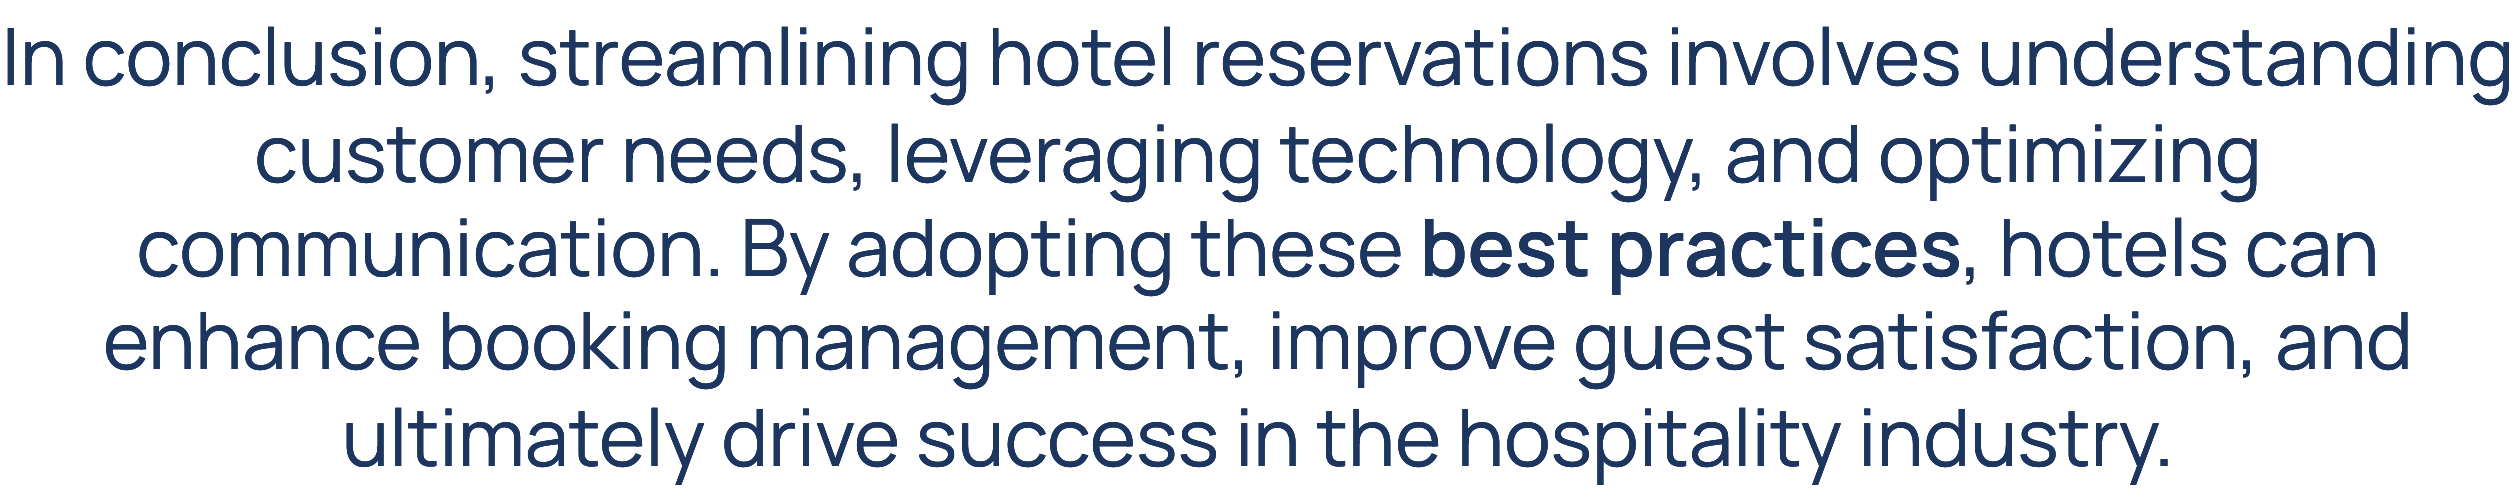 In conclusion, streamlining hotel reservations involves understanding
customer needs, leveraging technology, and optimizing
communication. By adopting these best practices, hotels can
enhance booking management, improve guest satisfaction, and
ultimately drive success in the hospitality industry.